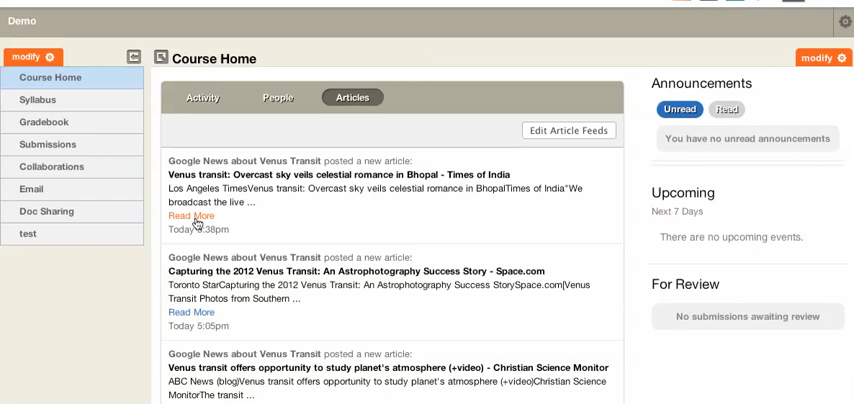 Demo
modify
Course Home
Syllabus
Gradebook
Submissions
Collaborations
Email
Doc Sharing
test
Course Home
modify
Activity
People
Articles
Edit Article Feeds
Google News about Venus Transit posted a new article:
Venus transit: Overcast sky veils celestial romance in Bhopal - Times of India
Los Angeles TimesVenus transit: Overcast sky veils celestial romance in BhopalTimes of India"We
broadcast the live ...
Read More
Today 5:38pm
Google News about Venus Transit posted a new article:
Capturing the 2012 Venus Transit: An Astrophotography Success Story - Space.com
Toronto StarCapturing the 2012 Venus Transit: An Astrophotography Success StorySpace.com[Venus
Transit Photos from Southern ...
Read More
Today 5:05pm
Google News about Venus Transit posted a new article:
Venus transit offers opportunity to study planet's atmosphere (+video) - Christian Science Monitor
ABC News (blog)Venus transit offers opportunity to study planet's atmosphere (+video)Christian Science
MonitorThe transit ...
Announcements
Unread
Read
You have no unread announcements
Upcoming
Next 7 Days
There are no upcoming events.
For Review
No submissions awaiting review